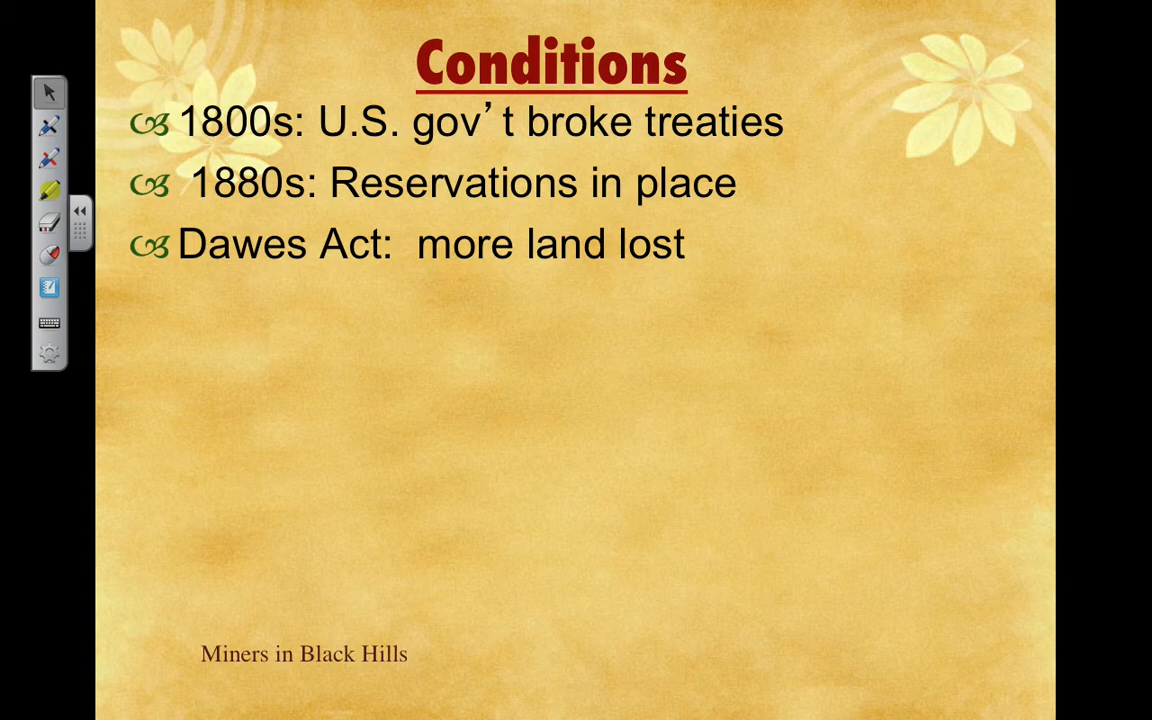 Conditions
1800s: U.S. gov’t broke treaties
1880s: Reservations in place
Dawes Act: more land lost
Miners in Black Hills